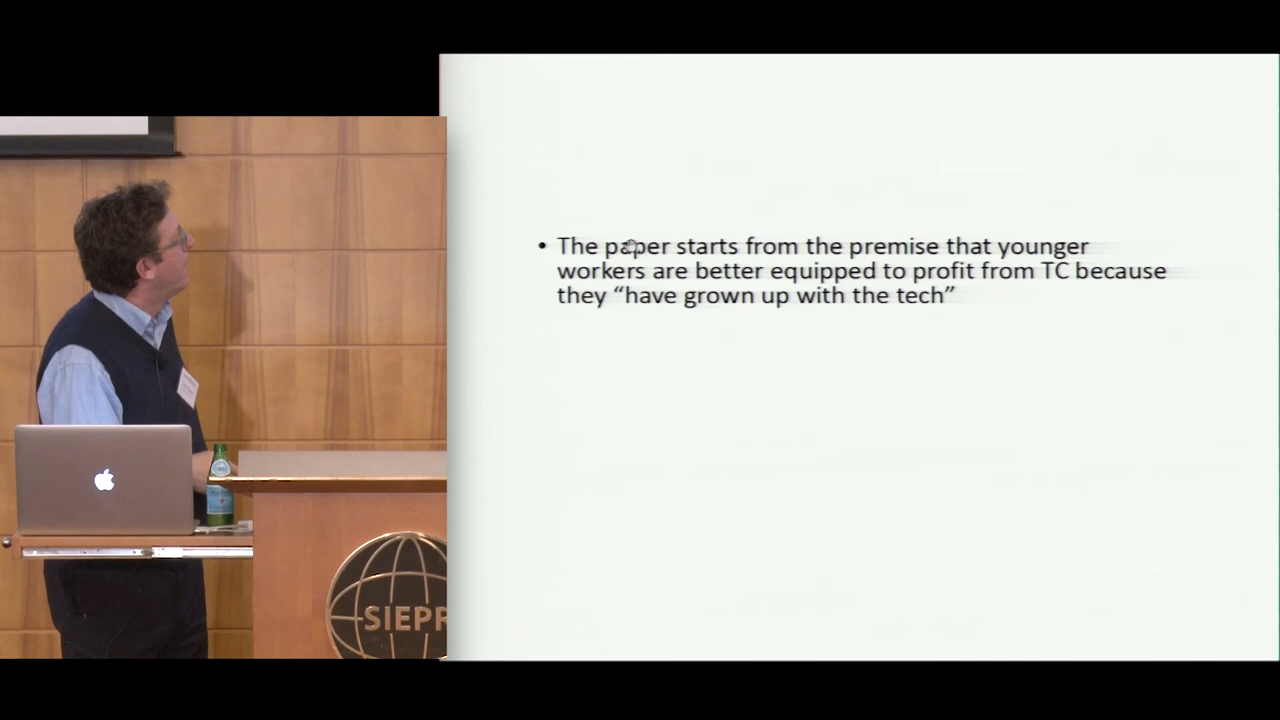 • The paper starts from the premise that younger
workers are better equipped to profit from TC because
they “have grown up with the tech”
SIEPR